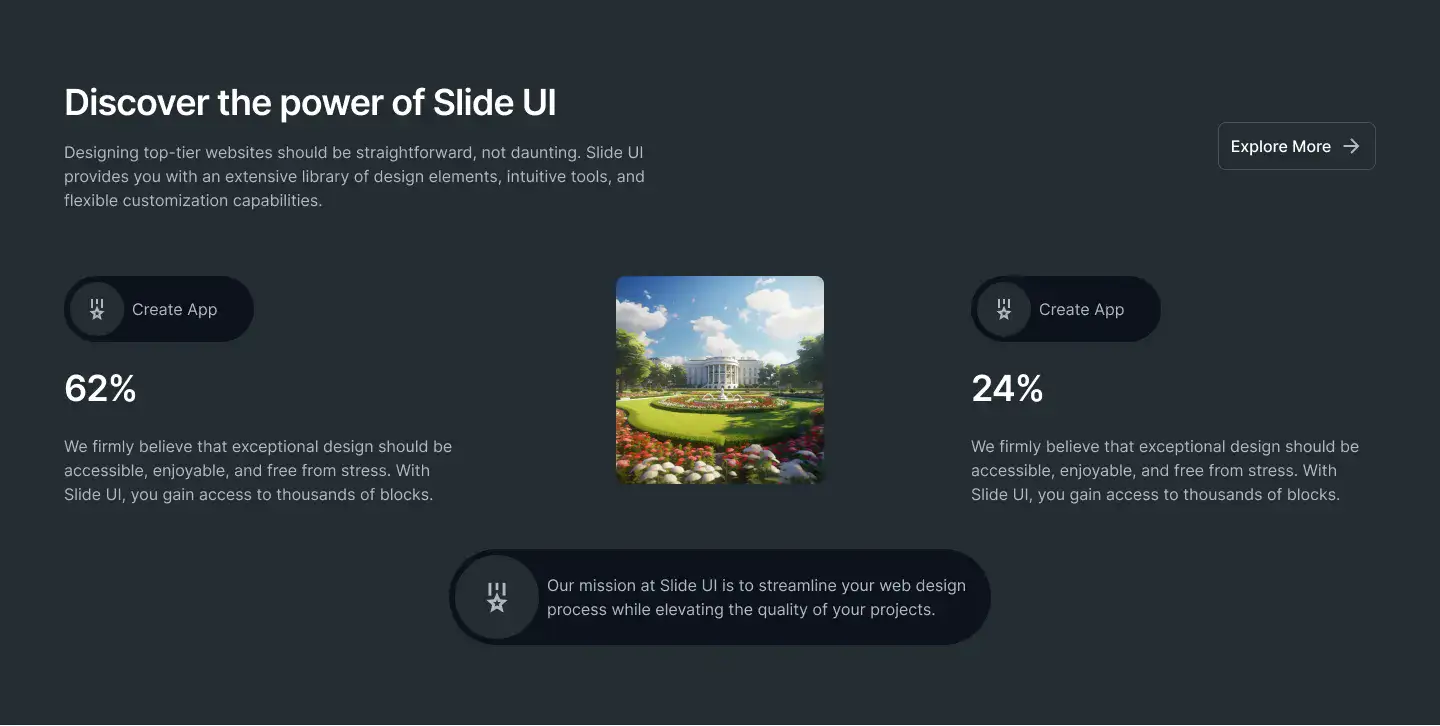 Discover the power of Slide UI
Designing top-tier websites should be straightforward, not daunting. Slide UI
provides you with an extensive library of design elements, intuitive tools, and
flexible customization capabilities.
Explore More
Create App
62%
We firmly believe that exceptional design should be
accessible, enjoyable, and free from stress. With
Slide UI, you gain access to thousands of blocks.
Create App
24%
We firmly believe that exceptional design should be
accessible, enjoyable, and free from stress. With
Slide UI, you gain access to thousands of blocks.
Our mission at Slide UI is to streamline your web design
process while elevating the quality of your projects.